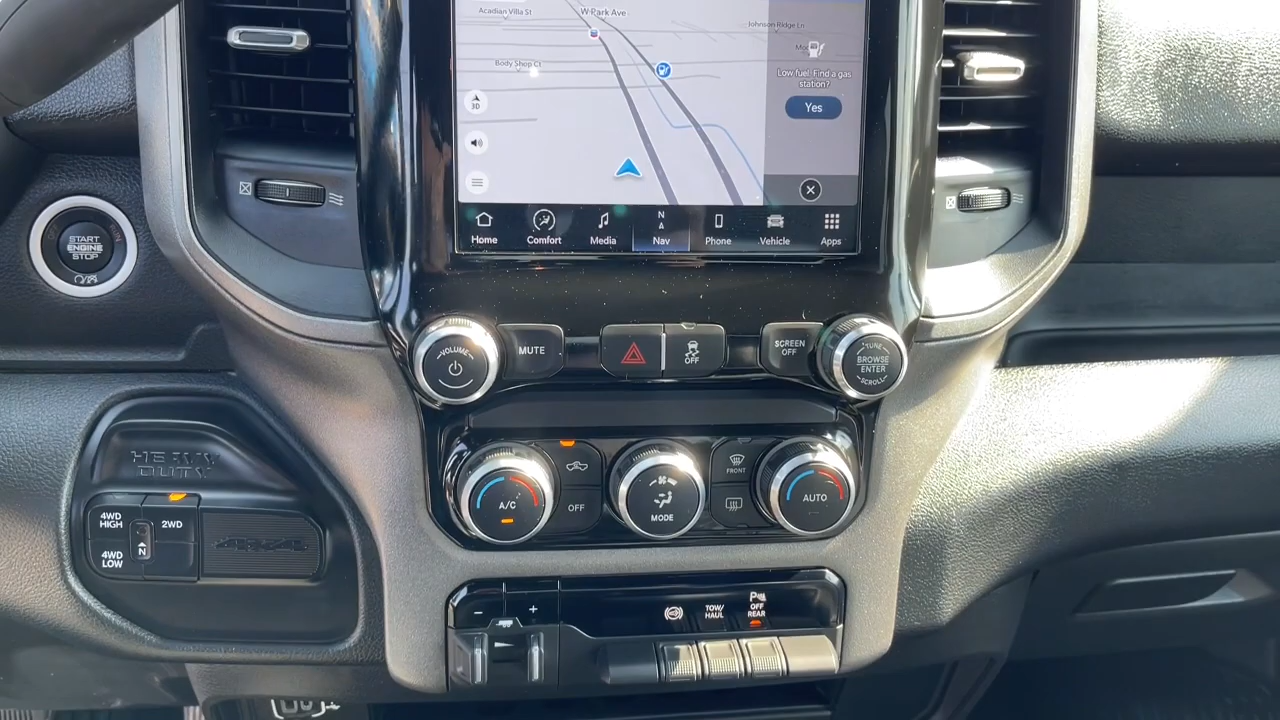 Acadian Villa St
W Park Ave
Johnson Ridge Ln
Body Shop Ct
Low fuel. Find a gas
station?
Yes
3D
Home
Comfort
Media
N
Nav
Phone
Vehicle
Apps
START
ENGINE
STOP
VOLUME
MUTE
OFF
SCREEN
OFF
TUNE
BROWSE
ENTER
SCROLL
HEAVY
DUTY
4WD
HIGH
2WD
N
4WD
LOW
4X4
A/C
OFF
MODE
FRONT
AUTO
- +
TOW/
HAUL
P
OFF
REAR